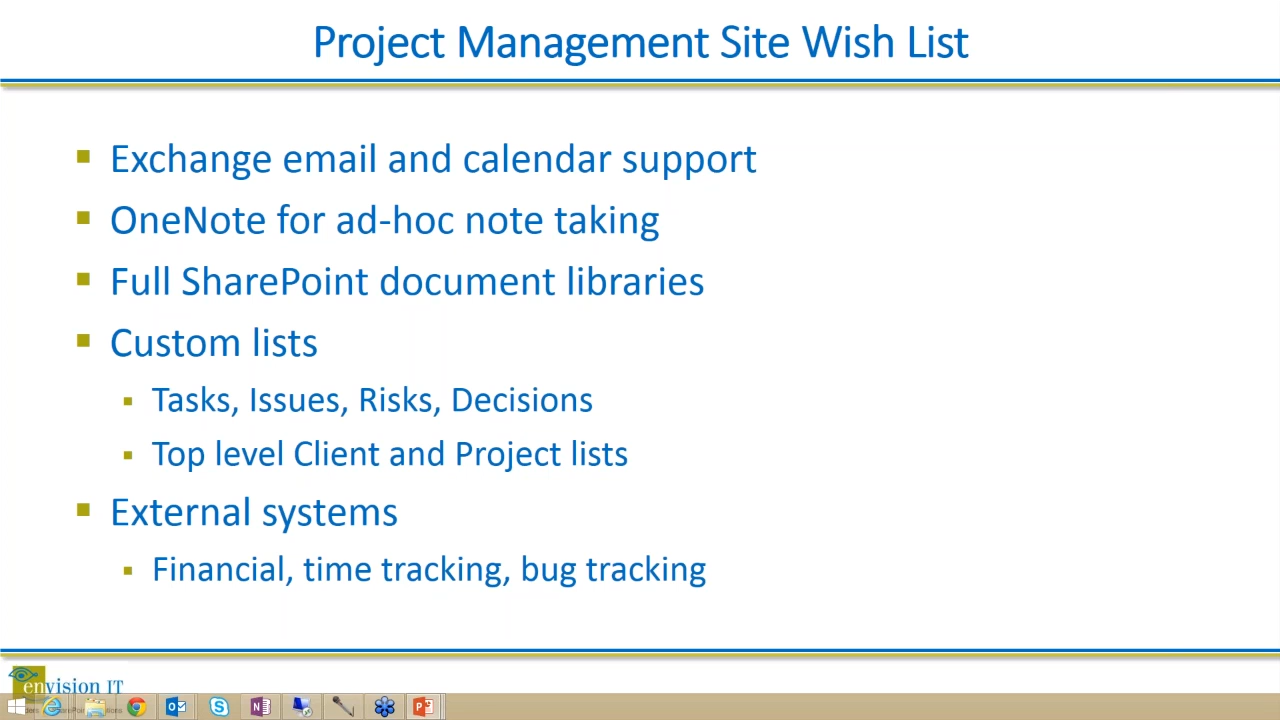 Project Management Site Wish List
Exchange email and calendar support
OneNote for ad-hoc note taking
Full SharePoint document libraries
Custom lists
Tasks, Issues, Risks, Decisions
Top level Client and Project lists
External systems
Financial, time tracking, bug tracking
envision IT